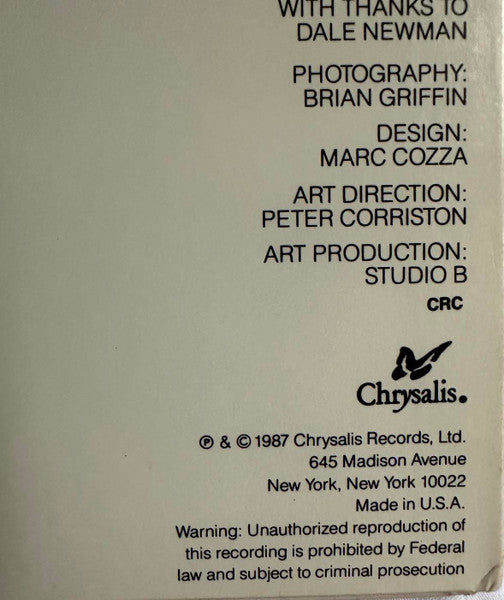 WITH THANKS TO
DALE NEWMAN
PHOTOGRAPHY:
BRIAN GRIFFIN
DESIGN:
MARC COZZA
ART DIRECTION:
PETER CORRISTON
ART PRODUCTION:
STUDIO B
CRC
Chrysalis.
℗ & © 1987 Chrysalis Records, Ltd.
645 Madison Avenue
New York, New York 10022
Made in U.S.A.
Warning: Unauthorized reproduction of
this recording is prohibited by Federal
law and subject to criminal prosecution